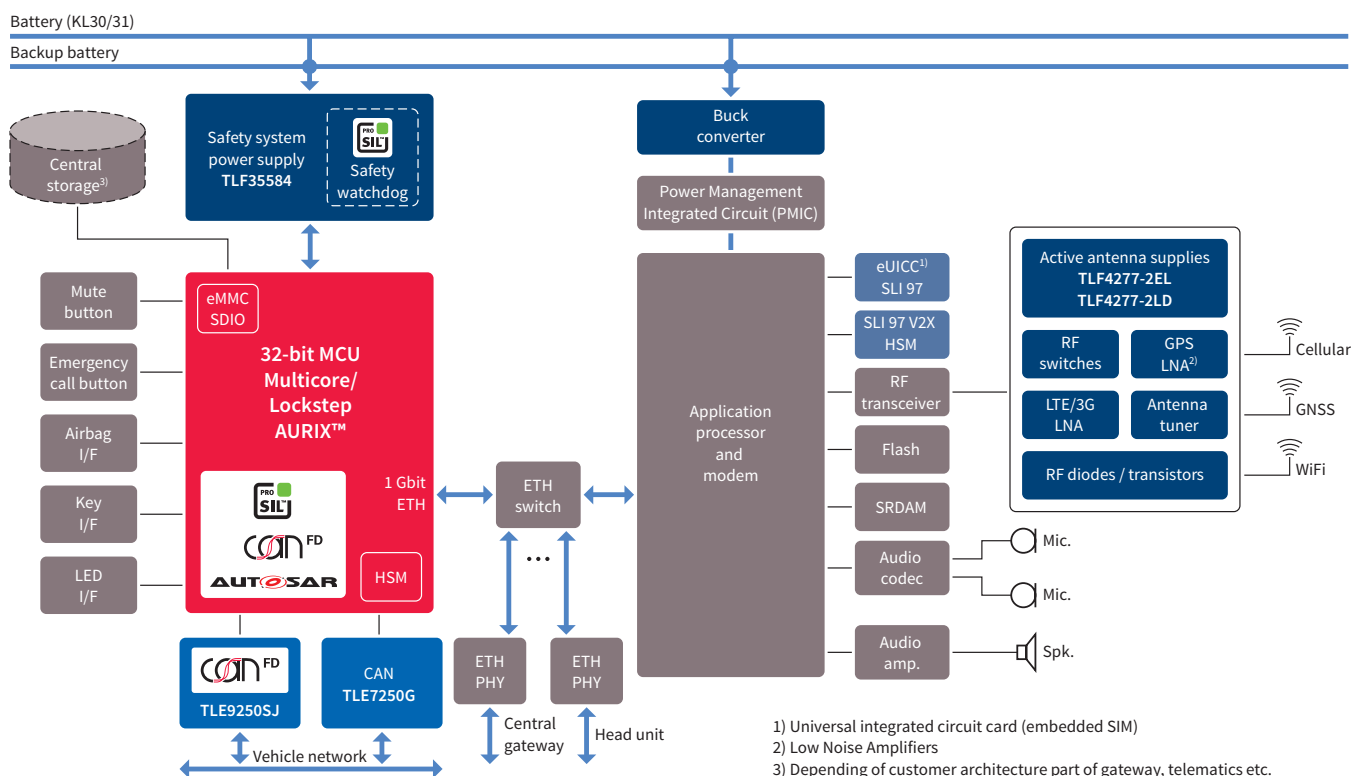 Battery (KL30/31)
Backup battery
Central
storage3)
Safety system
power supply
TLF35584
PRO
SIL™
Safety
watchdog
Buck
converter
Power Management
Integrated Circuit (PMIC)
Mute
button
Emergency
call button
Airbag
I/F
Key
I/F
LED
I/F
eMMC
SDIO
32-bit MCU
Multicore/
Lockstep
AURIX™
1 Gbit
ETH
PRO
SIL™
CAN FD
AUTOSAR
HSM
ETH
switch
...
Application
processor
and
modem
eUICC1)
SLI 97
SLI 97 V2X
HSM
RF
transceiver
Flash
SRDAM
Audio
codec
Audio
amp.
Active antenna supplies
TLF4277-2EL
TLF4277-2LD
RF
switches
GPS
LNA2)
LTE/3G
LNA
Antenna
tuner
RF diodes / transistors
Cellular
GNSS
WiFi
Mic.
Mic.
Spk.
CAN FD
TLE9250SJ
CAN
TLE7250G
ETH
PHY
ETH
PHY
Vehicle network
Central
gateway
Head unit
1) Universal integrated circuit card (embedded SIM)
2) Low Noise Amplifiers
3) Depending of customer architecture part of gateway, telematics etc.